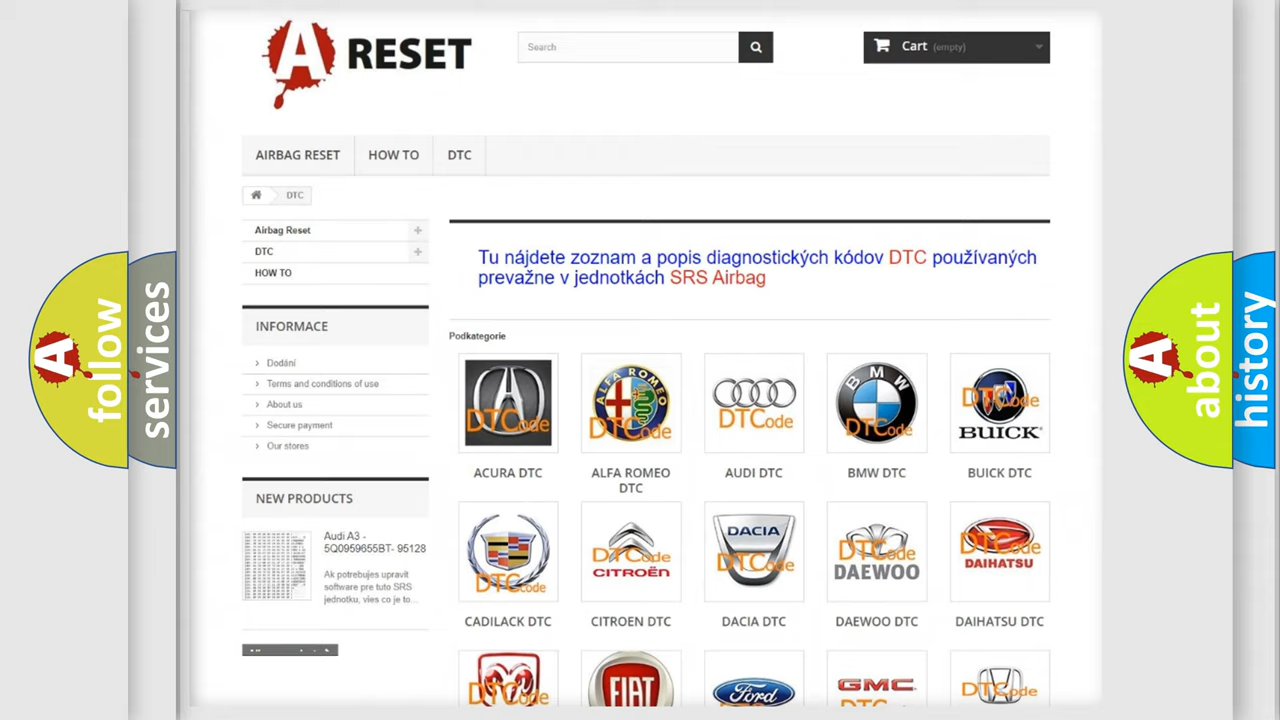 A RESET
Search
Cart (empty)
AIRBAG RESET
HOW TO
DTC
DTC
Airbag Reset
DTC
HOW TO
Tu nájdete zoznam a popis diagnostických kódov DTC používaných
prevažne v jednotkách SRS Airbag
INFORMACE
Dodání
Terms and conditions of use
About us
Secure payment
Our stores
NEW PRODUCTS
Audi A3 -
5Q0959655BT- 95128
Ak potrebujes upravit
software pre tuto SRS
jednotku, vies co je to...
Podkategorie
DTCode
ALFA ROMEO
DTCode
DTCode
BMW
DTCode
DTCode
BUICK
ACURA DTC
ALFA ROMEO
DTC
AUDI DTC
BMW DTC
BUICK DTC
DTCode
DTCode
CITROËN
DACIA
DTCode
DTCode
DAEWOO
DTCode
DAIHATSU
CADILACK DTC
CITROEN DTC
DACIA DTC
DAEWOO DTC
DAIHATSU DTC
DTCode
FIAT
Ford
GMC
DTCode
A follow
services
A about
history